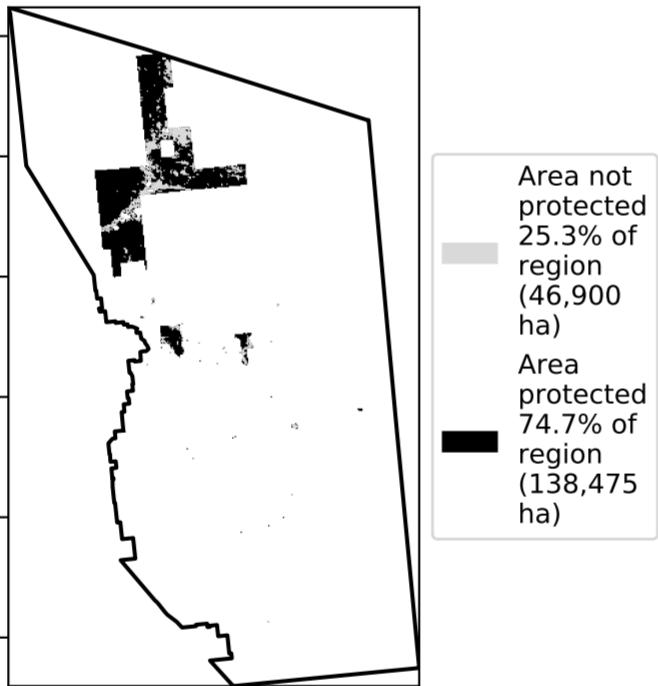 Area not
protected
25.3% of
region
(46,900
ha)
Area
protected
74.7% of
region
(138,475
ha)